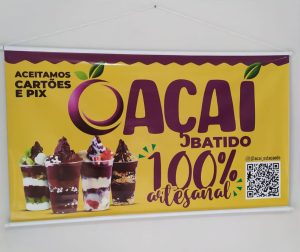 ACEITAMOS
CARTÕES
E PIX
AÇAÍ
BATIDO
100%
artesanal